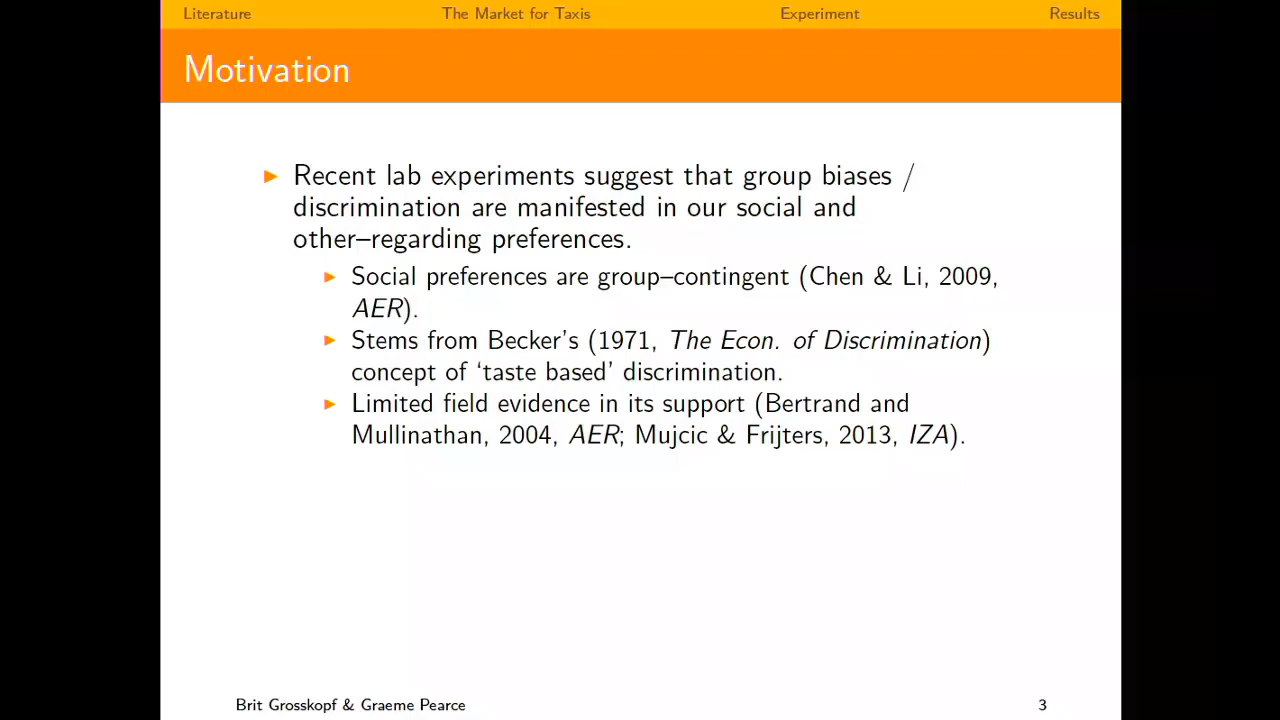 Literature The Market for Taxis Experiment Results
Motivation
Recent lab experiments suggest that group biases /
discrimination are manifested in our social and
other–regarding preferences.
Social preferences are group–contingent (Chen & Li, 2009,
AER).
Stems from Becker's (1971, The Econ. of Discrimination)
concept of ‘taste based’ discrimination.
Limited field evidence in its support (Bertrand and
Mullinathan, 2004, AER; Mujcic & Frijters, 2013, IZA).
Brit Grosskopf & Graeme Pearce 3